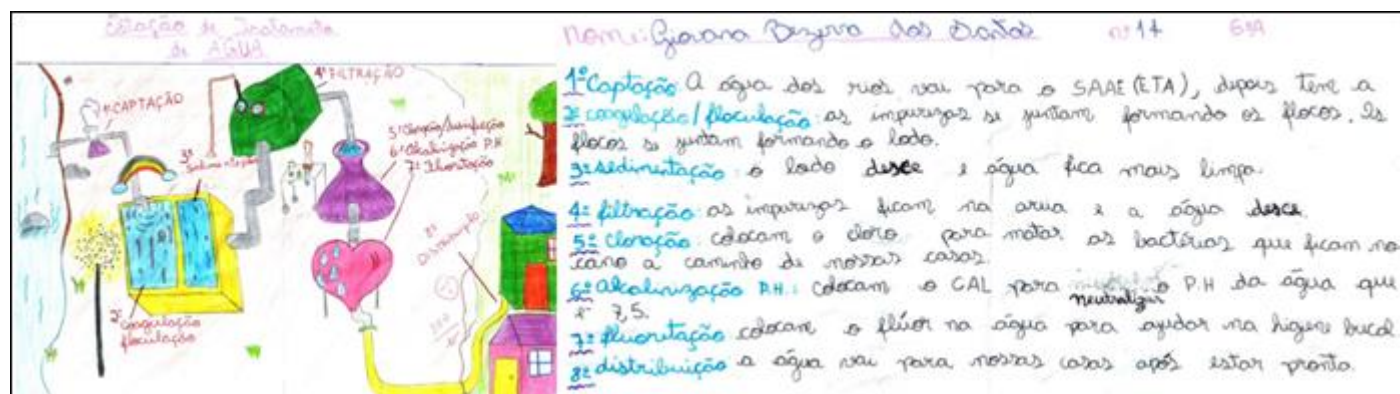 Estação de Tratamento
de ÁGUA
1º CAPTAÇÃO
4º FILTRAÇÃO
3º
5º Cloração/Desinfecção
6º Alcalinização P.H
7º Fluoretação
8º
DISTRIBUIÇÃO
2º coagulação
floculação
Nome: Giovana Bezerra dos Santos nº 14
1º Captação: A água dos rios vai para o SAAE (ETA), depois tem a
2º coagulação/floculação: as impurezas se juntam formando os flocos. Os
flocos se juntam formando o lodo.
3º sedimentação: o lodo desce e água fica mais limpa.
4º filtração: as impurezas ficam na areia e a água desce.
5º Cloração: colocam o cloro para matar as bactérias que ficam no
cano a caminho de nossas casas.
6º Alcalinização P.H.: colocam o CAL para neutralizar o P.H da água que
é 7,5.
7º fluoretação colocam o flúor na água para ajudar na higiene bucal
8º distribuição a água vai para nossas casas após estar pronta.